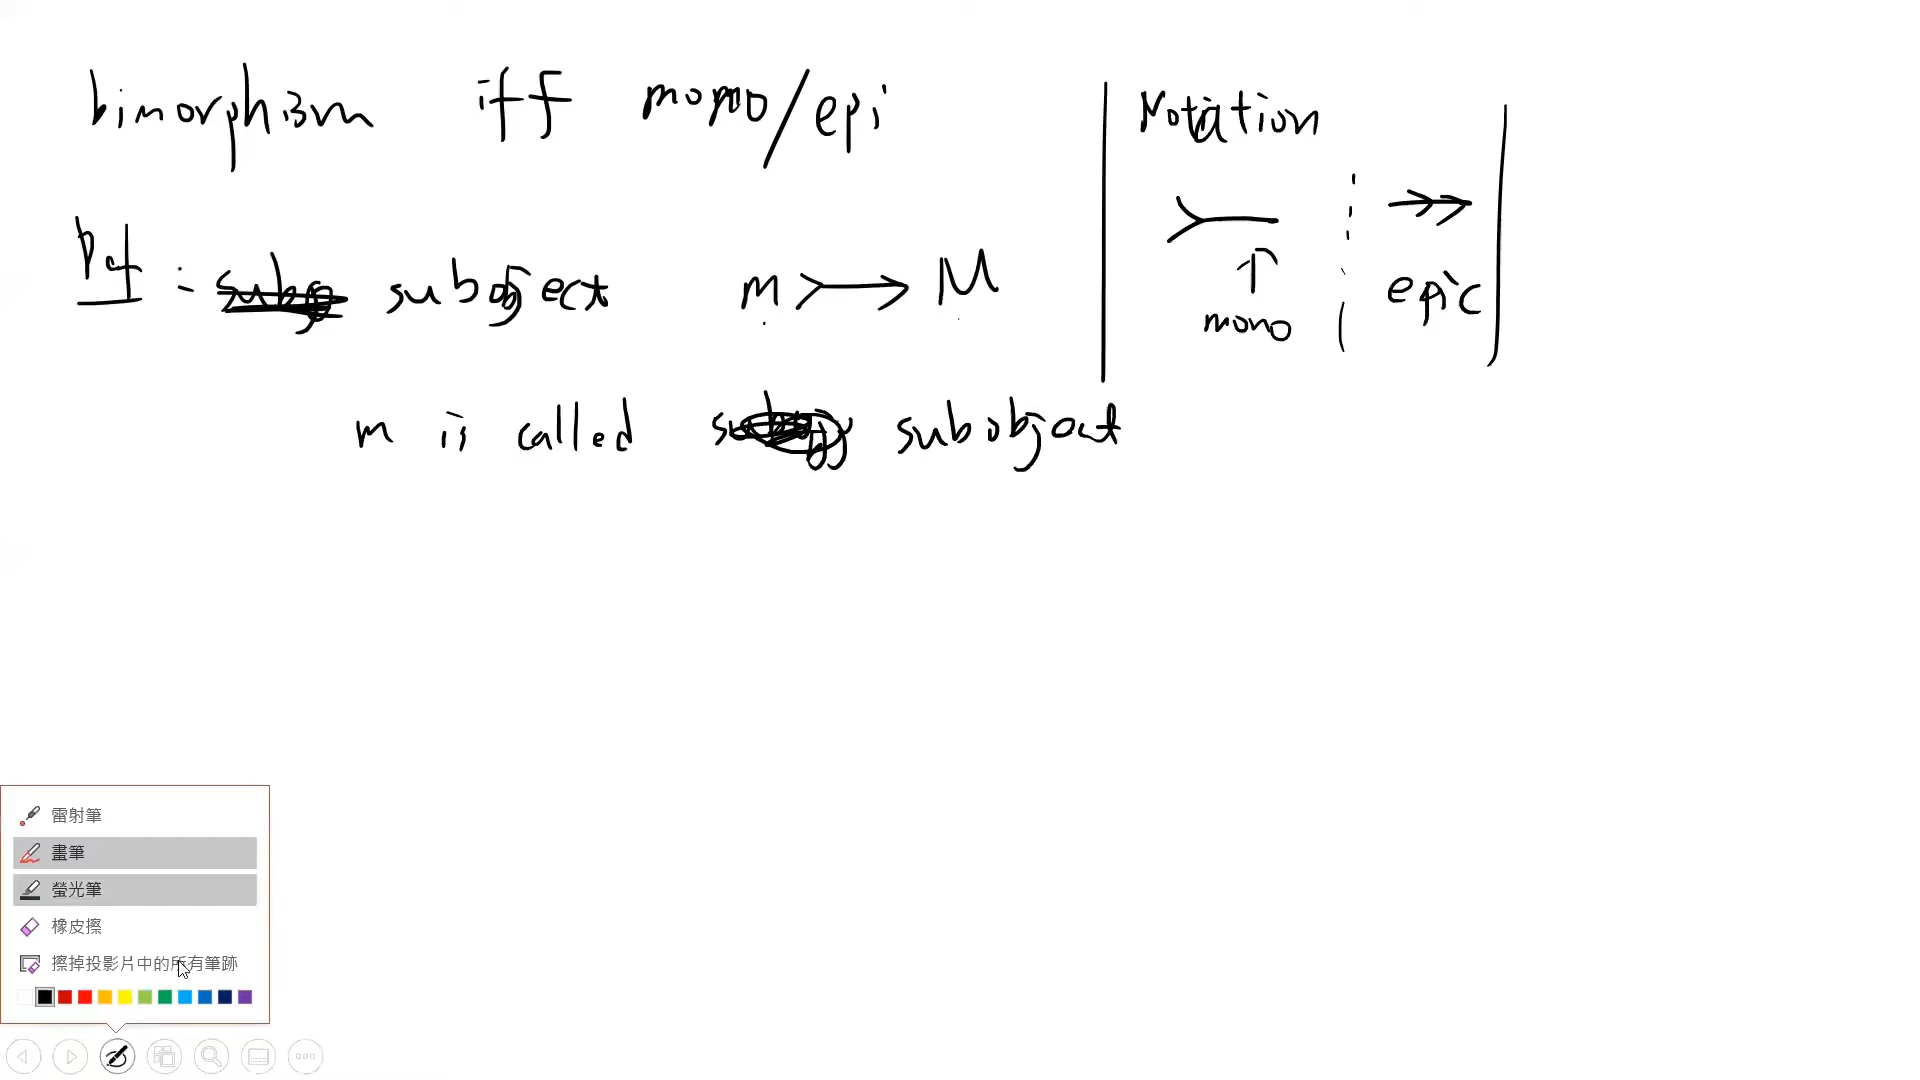 bimorphism iff mono/epi
Def : subobject m ↣ M
m is called subobject
Notation
mono
epic
雷射筆
畫筆
螢光筆
橡皮擦
擦掉投影片中的所有筆跡